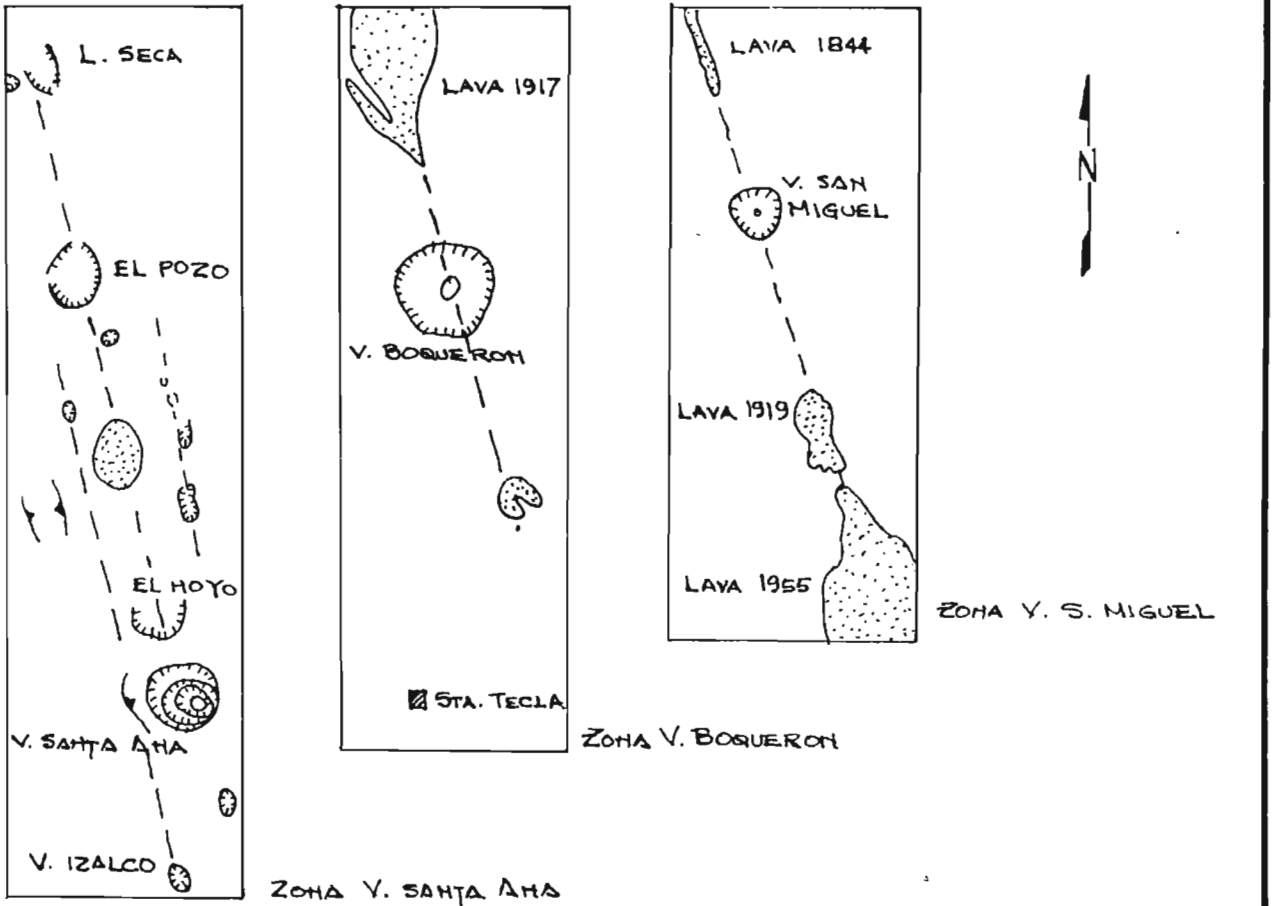 L. SECA
EL POZO
EL HOYO
V. SANTA ANA
V. IZALCO
ZONA V. SANTA ANA
LAVA 1917
V. BOQUERON
STA. TECLA
ZONA V. BOQUERON
LAVA 1844
V. SAN
MIGUEL
LAVA 1919
LAVA 1955
ZONA V. S. MIGUEL
N